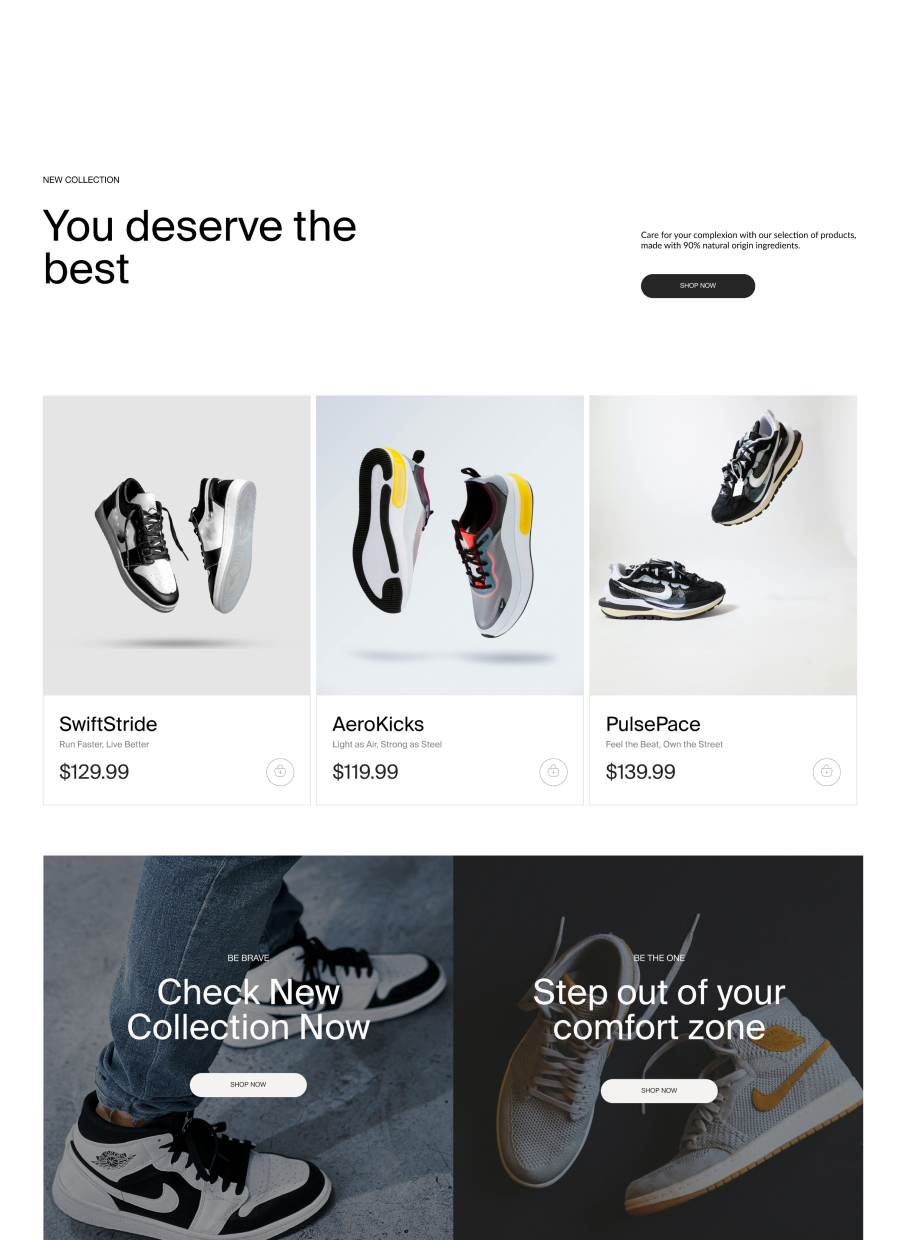 NEW COLLECTION
You deserve the
best
Care for your complexion with our selection of products,
made with 90% natural origin ingredients.
SHOP NOW
SwiftStride
Run Faster, Live Better
$129.99
AeroKicks
Light as Air, Strong as Steel
$119.99
PulsePace
Feel the Beat, Own the Street
$139.99
BE BRAVE
Check New
Collection Now
SHOP NOW
BE THE ONE
Step out of your
comfort zone
SHOP NOW